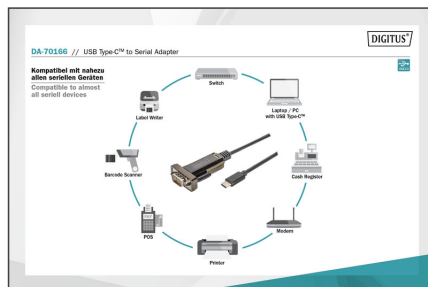 DIGITUS®
DA-70166 // USB Type-C™ to Serial Adapter
Kompatibel mit nahezu
allen seriellen Geräten
Compatible to almost
all seriell devices
Switch
Laptop / PC
with USB Type-C™
Label Writer
Barcode Scanner
Cash Register
POS
Modem
Printer